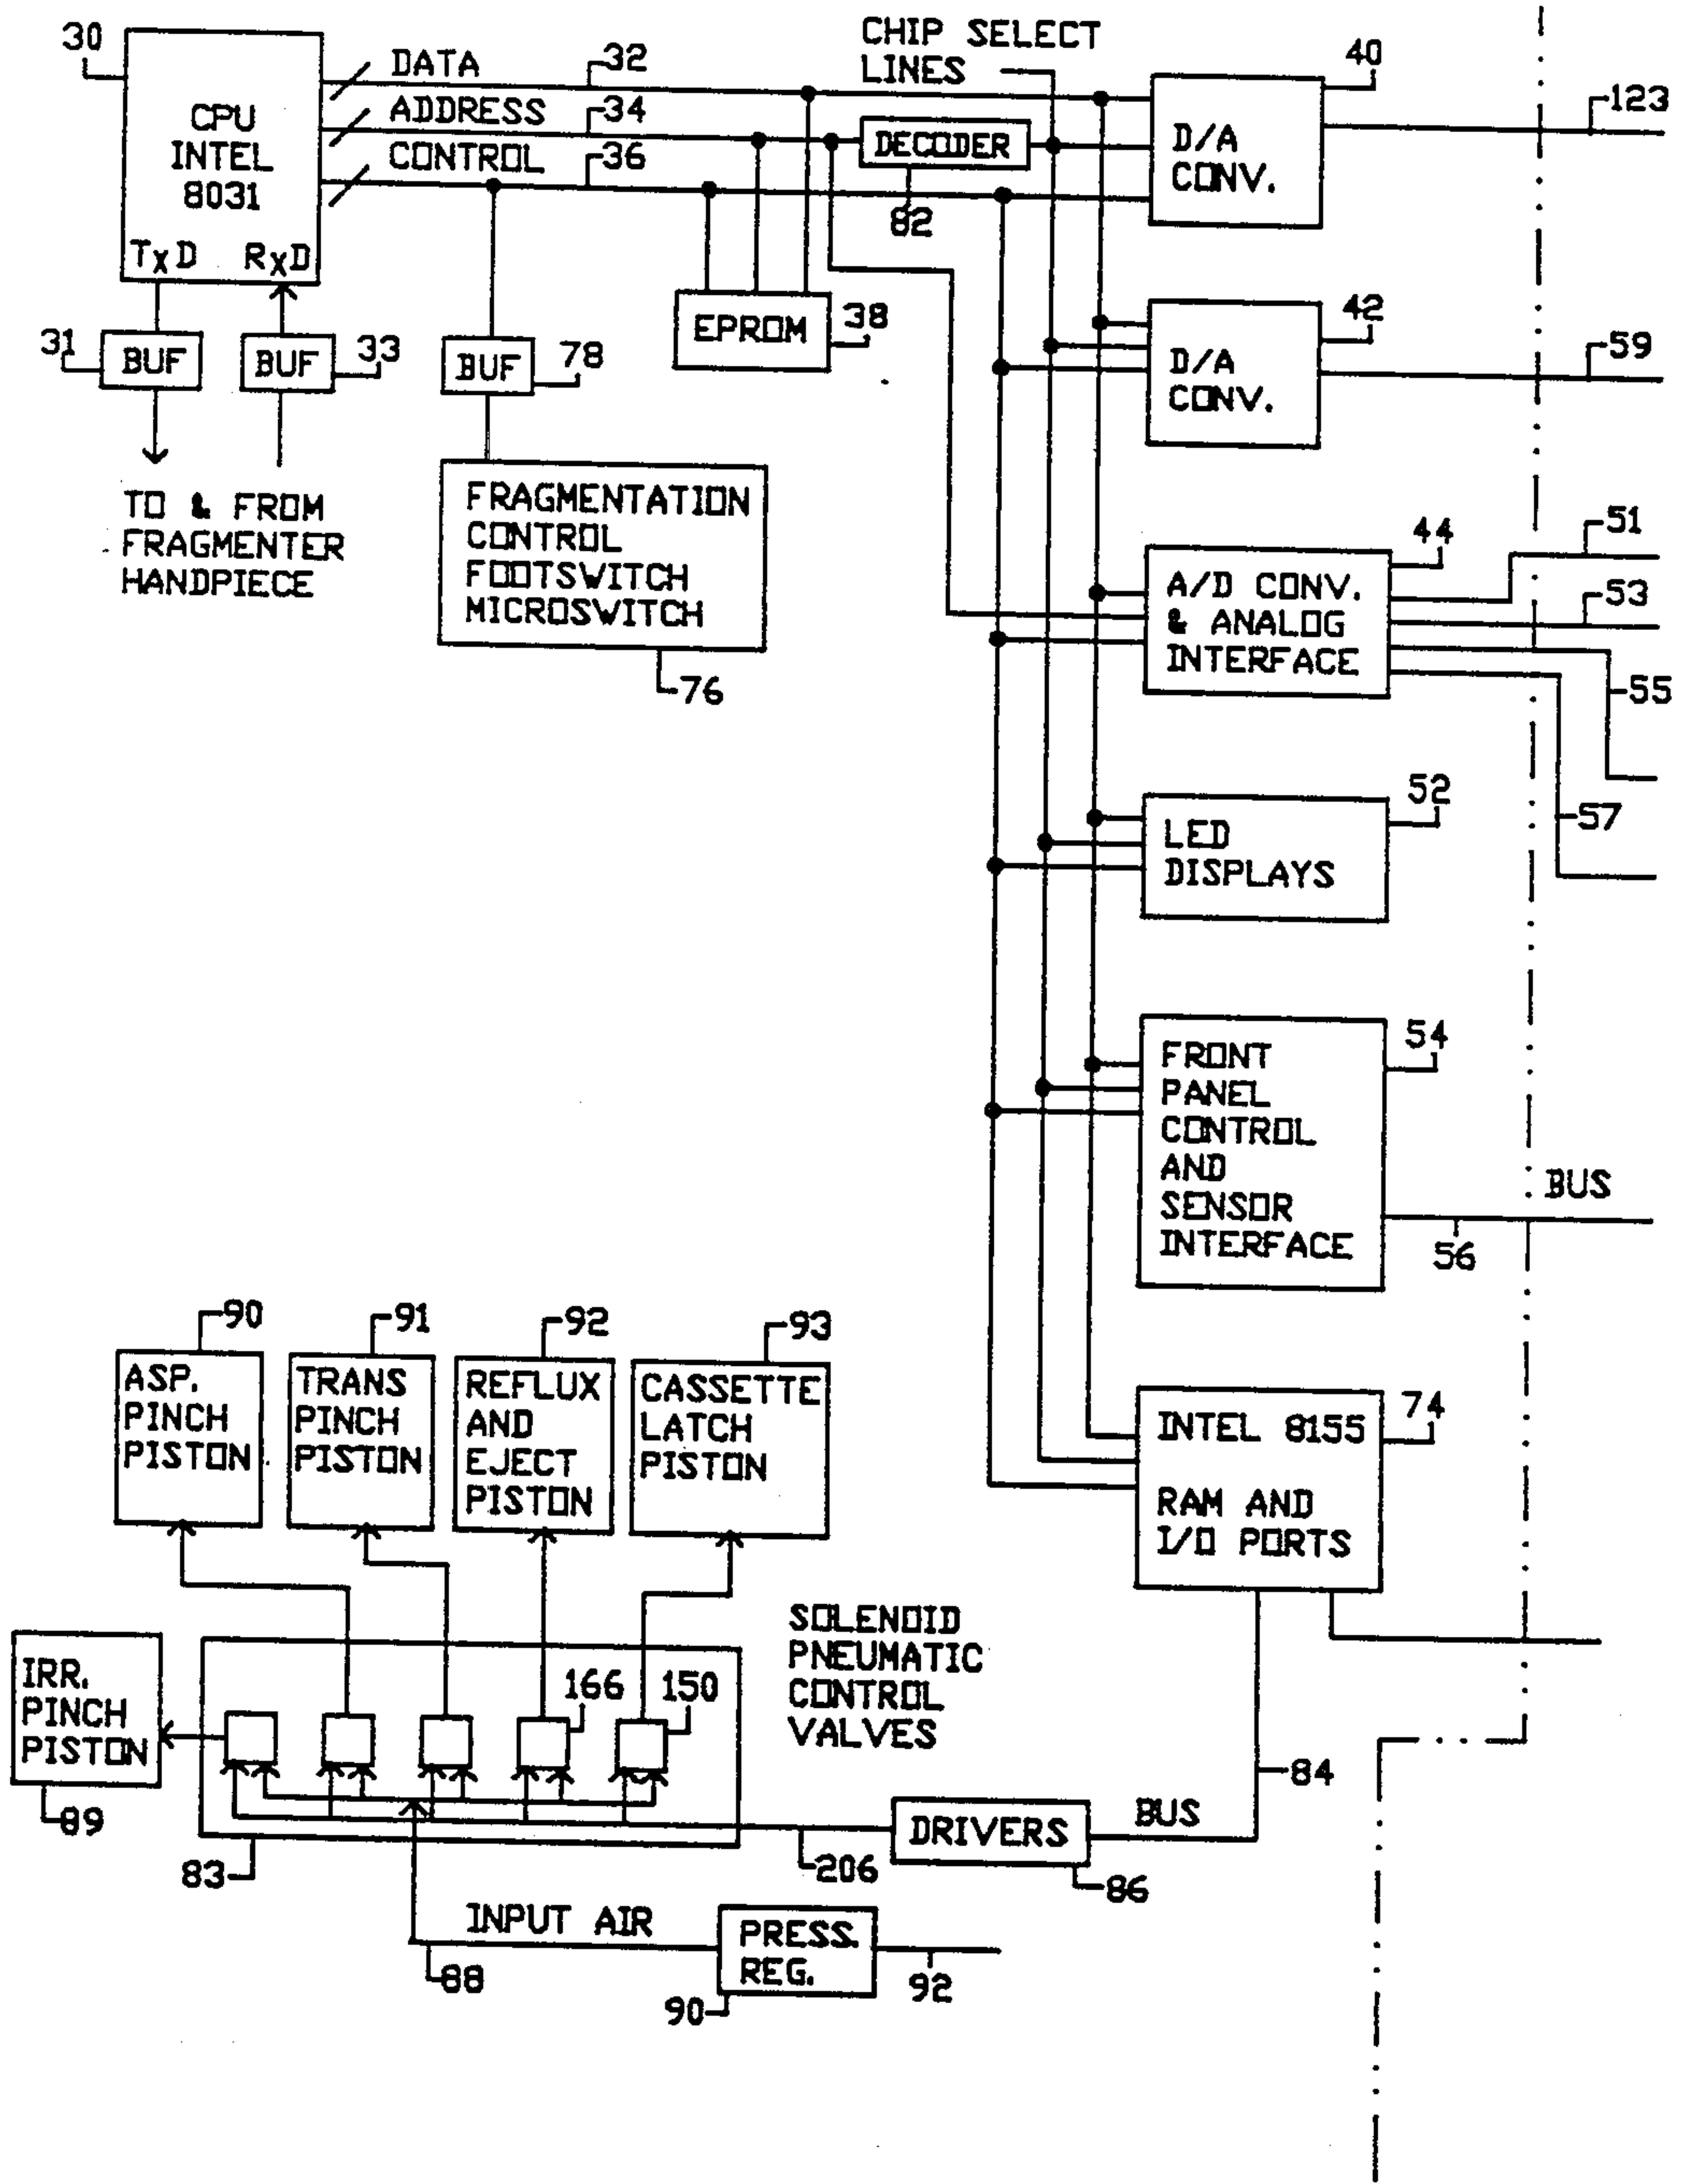 30
CPU
INTEL
8031
TxD RxD
DATA
32
ADDRESS
34
CONTROL
36
CHIP SELECT
LINES
DECODER
82
40
D/A
CONV.
123
31
BUF
BUF
33
BUF
78
EPROM
38
42
D/A
CONV.
59
TO & FROM
FRAGMENTER
HANDPIECE
FRAGMENTATION
CONTROL
FOOTSWITCH
MICROSWITCH
76
44
A/D CONV.
& ANALOG
INTERFACE
51
53
55
57
52
LED
DISPLAYS
54
FRONT
PANEL
CONTROL
AND
SENSOR
INTERFACE
BUS
56
90
ASP.
PINCH
PISTON
91
TRANS
PINCH
PISTON
92
REFLUX
AND
EJECT
PISTON
93
CASSETTE
LATCH
PISTON
74
INTEL 8155
RAM AND
I/O PORTS
IRR.
PINCH
PISTON
89
166
150
SOLENOID
PNEUMATIC
CONTROL
VALVES
83
206
DRIVERS
86
BUS
84
INPUT AIR
88
PRESS.
REG.
90
92